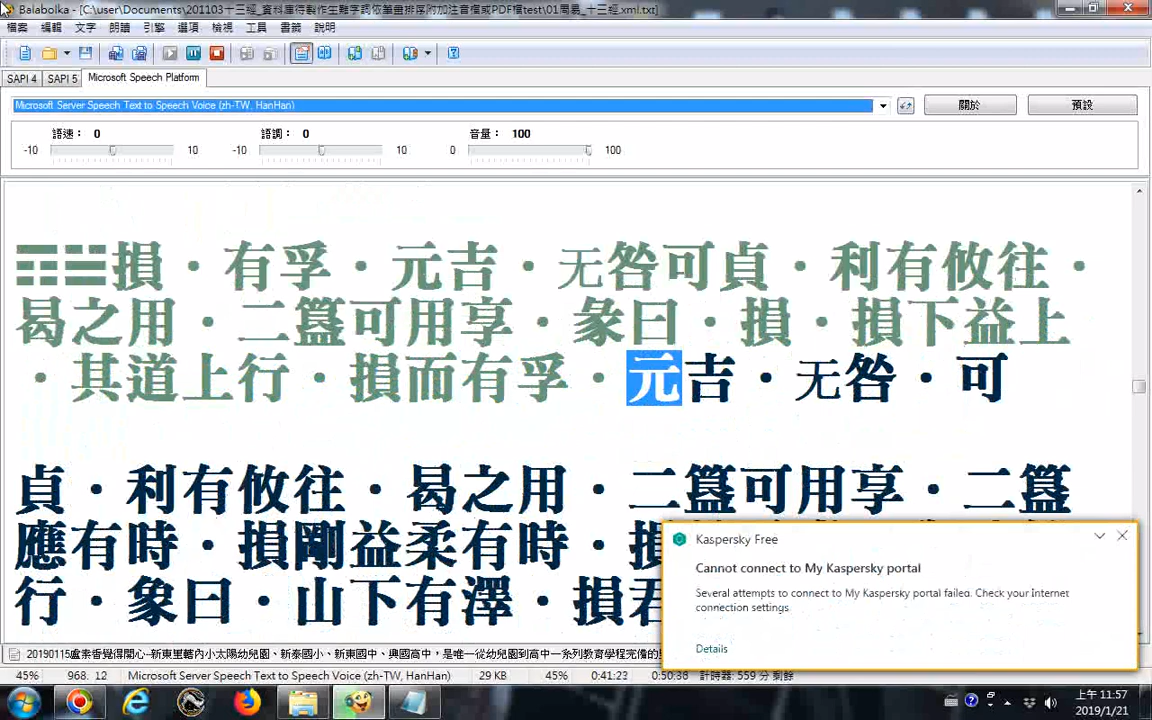 Balabolka - [C:\user\Documents\201103十三經_資料庫得製作生難字詞依筆畫排序附加注音檔或PDF檔test\01周易_十三經.xml.txt]
檔案 編輯 文字 朗讀 引擎 選項 檢視 工具 書籤 說明
SAPI 4 SAPI 5 Microsoft Speech Platform
Microsoft Server Speech Text to Speech Voice (zh-TW, HanHan) 關於 預設
語速： 0 語調： 0 音量： 100
-10 10 -10 10 0 100
䷨損・有孚・元吉・无咎可貞・利有攸往・
曷之用・二簋可用享・彖曰・損・損下益上
・其道上行・損而有孚・元吉・无咎・可
貞・利有攸往・曷之用・二簋可用享・二簋
應有時・損剛益柔有時・損
行・象曰・山下有澤・損君
Kaspersky Free
Cannot connect to My Kaspersky portal
Several attempts to connect to My Kaspersky portal failed. Check your Internet
connection settings
Details
20190115盧素香覺得開心--新東里轄內小太陽幼兒園、新泰國小、新東國中、興國高中，是唯一從幼兒園到高中一系列教育學程完備的
45% 968. 12 Microsoft Server Speech Text to Speech Voice (zh-TW, HanHan) 29 KB 45% 0:41:23 0:50:38 計時器: 559 分 剩餘
上午 11:57
2019/1/21